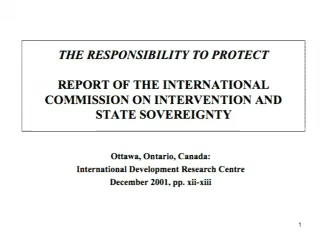 THE RESPONSIBILITY TO PROTECT
REPORT OF THE INTERNATIONAL
COMMISSION ON INTERVENTION AND
STATE SOVEREIGNTY
Ottawa, Ontario, Canada:
International Development Research Centre
December 2001, pp. xii-xiii
1